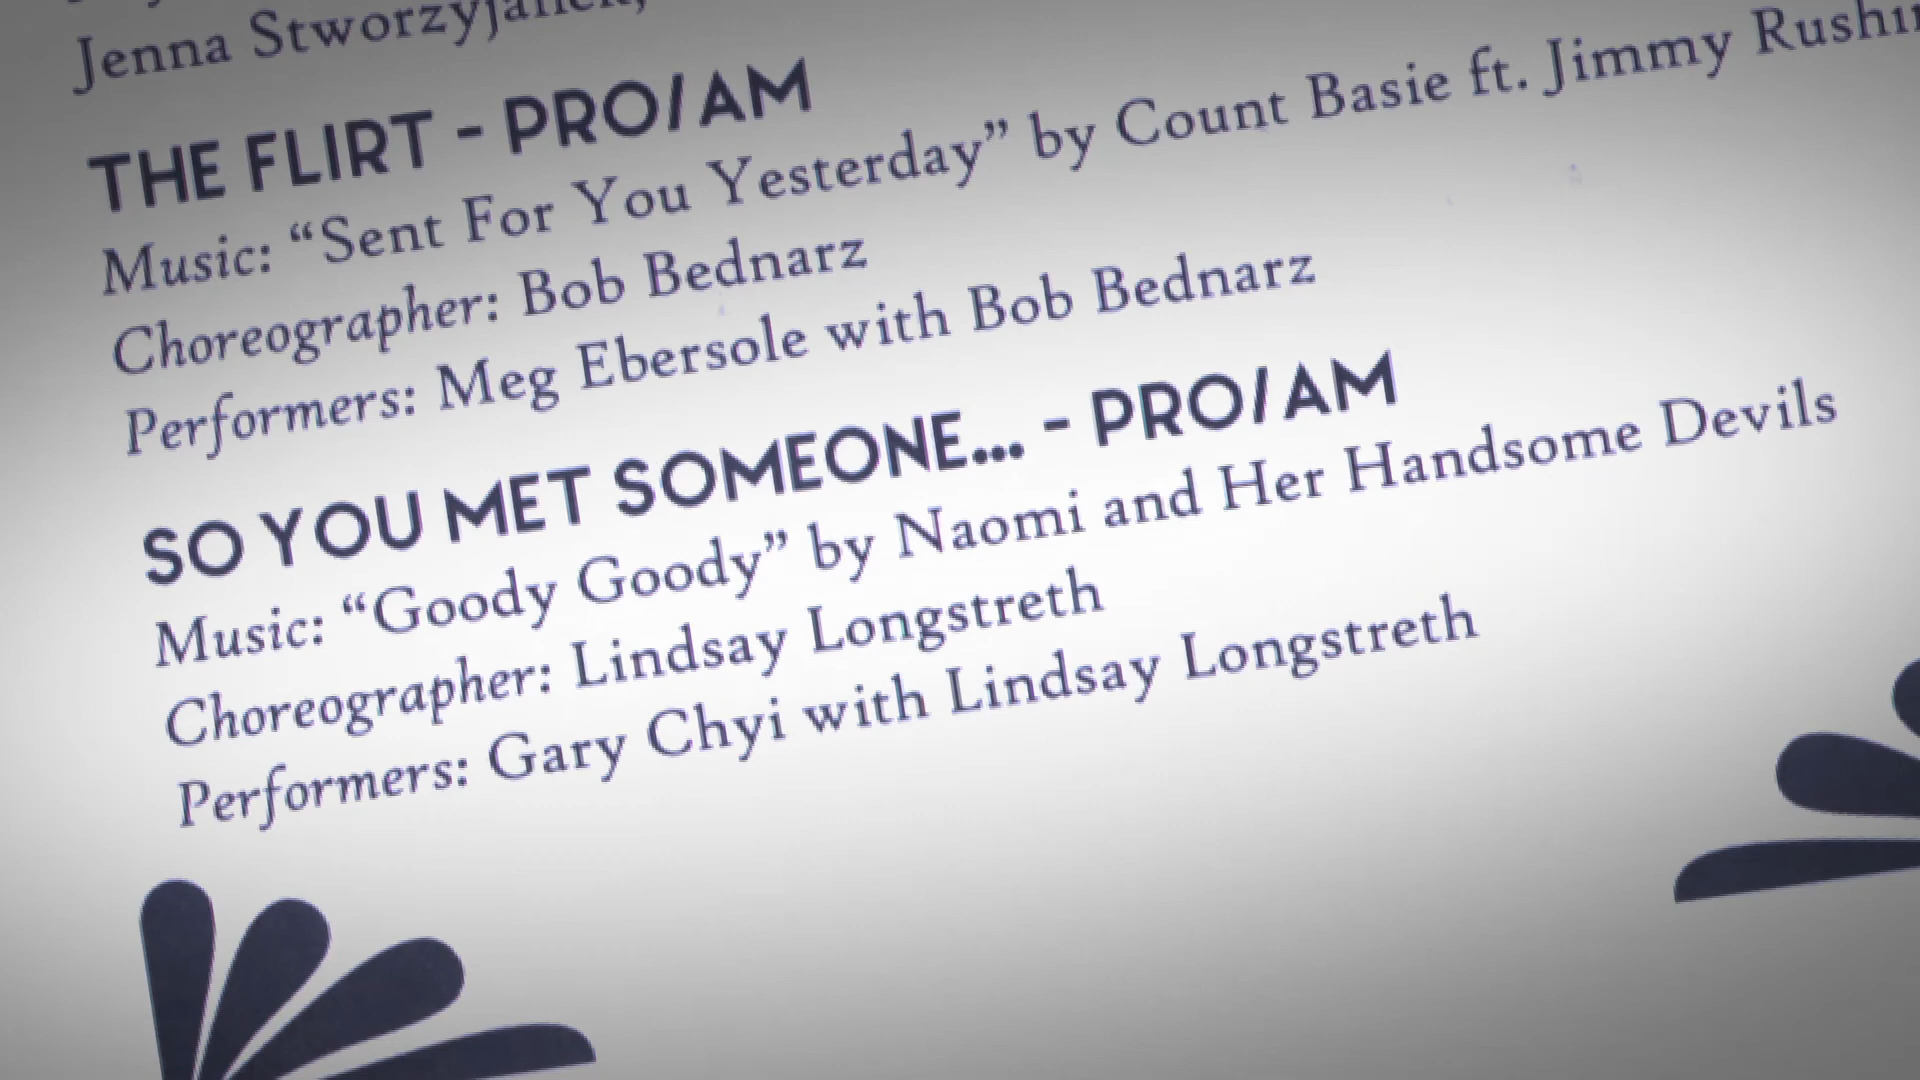 Jenna
THE FLIRT - PRO/AM
Music: “Sent For You Yesterday” by Count Basie ft. Jimmy
Choreographer: Bob Bednarz
Performers: Meg Ebersole with Bob Bednarz
SO YOU MET SOMEONE... - PRO/AM
Music: “Goody Goody” by Naomi and Her Handsome Devils
Choreographer: Lindsay Longstreth
Performers: Gary Chyi with Lindsay Longstreth